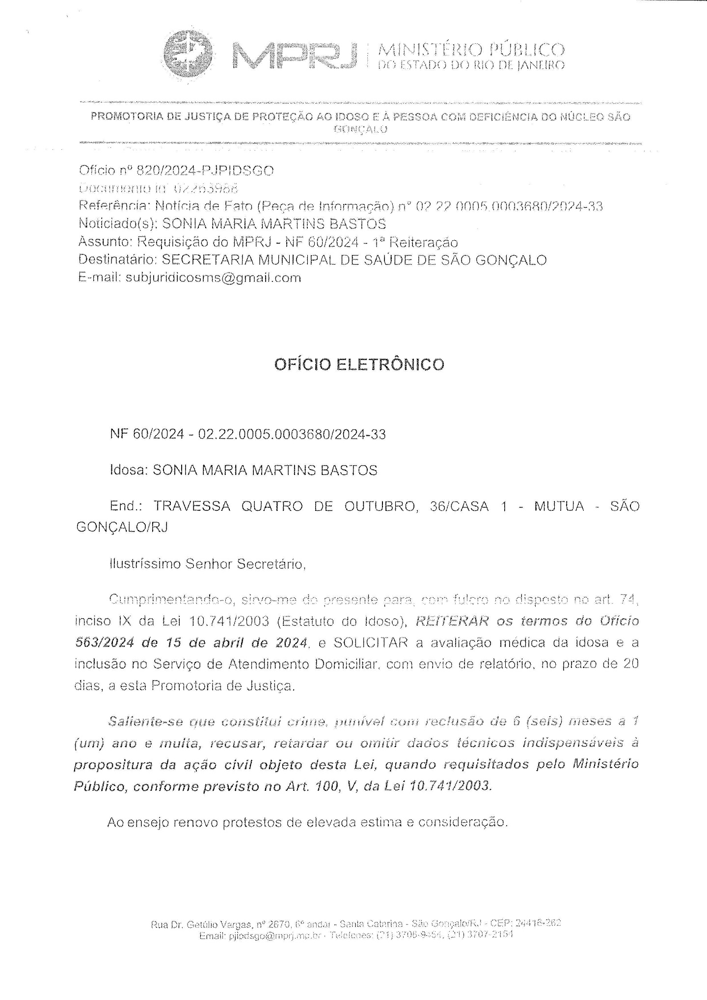 MPRJ MINISTÉRIO PÚBLICO
DO ESTADO DO RIO DE JANEIRO
PROMOTORIA DE JUSTIÇA DE PROTEÇÃO AO IDOSO E À PESSOA COM DEFICIÊNCIA DO NÚCLEO SÃO
GONÇALO
Ofício nº 820/2024-PJPIDSGO
Documento id. 02263988
Referência: Notícia de Fato (Peça de Informação) n° 02.22.0005.0003680/2024-33
Noticiado(s): SONIA MARIA MARTINS BASTOS
Assunto: Requisição do MPRJ - NF 60/2024 - 1ª Reiteração
Destinatário: SECRETARIA MUNICIPAL DE SAÚDE DE SÃO GONÇALO
E-mail: subjuridicosms@gmail.com
OFÍCIO ELETRÔNICO
NF 60/2024 - 02.22.0005.0003680/2024-33
Idosa: SONIA MARIA MARTINS BASTOS
End.: TRAVESSA QUATRO DE OUTUBRO, 36/CASA 1 - MUTUA - SÃO
GONÇALO/RJ
Ilustríssimo Senhor Secretário,
Cumprimentando-o, sirvo-me do presente para, com fulcro no disposto no art. 74,
inciso IX da Lei 10.741/2003 (Estatuto do Idoso), REITERAR os termos do Ofício
563/2024 de 15 de abril de 2024, e SOLICITAR a avaliação médica da idosa e a
inclusão no Serviço de Atendimento Domiciliar, com envio de relatório, no prazo de 20
dias, a esta Promotoria de Justiça.
Saliente-se que constitui crime, punível com reclusão de 6 (seis) meses a 1
(um) ano e multa, recusar, retardar ou omitir dados técnicos indispensáveis à
propositura da ação civil objeto desta Lei, quando requisitados pelo Ministério
Público, conforme previsto no Art. 100, V, da Lei 10.741/2003.
Ao ensejo renovo protestos de elevada estima e consideração.
Rua Dr. Getúlio Vargas, nº 2670, 6º andar - Santa Catarina - São Gonçalo/RJ - CEP: 24416-262
Email: pjipdsgo@mprj.mp.br - Telefones: (21) 3706-9454, (21) 3707-2154